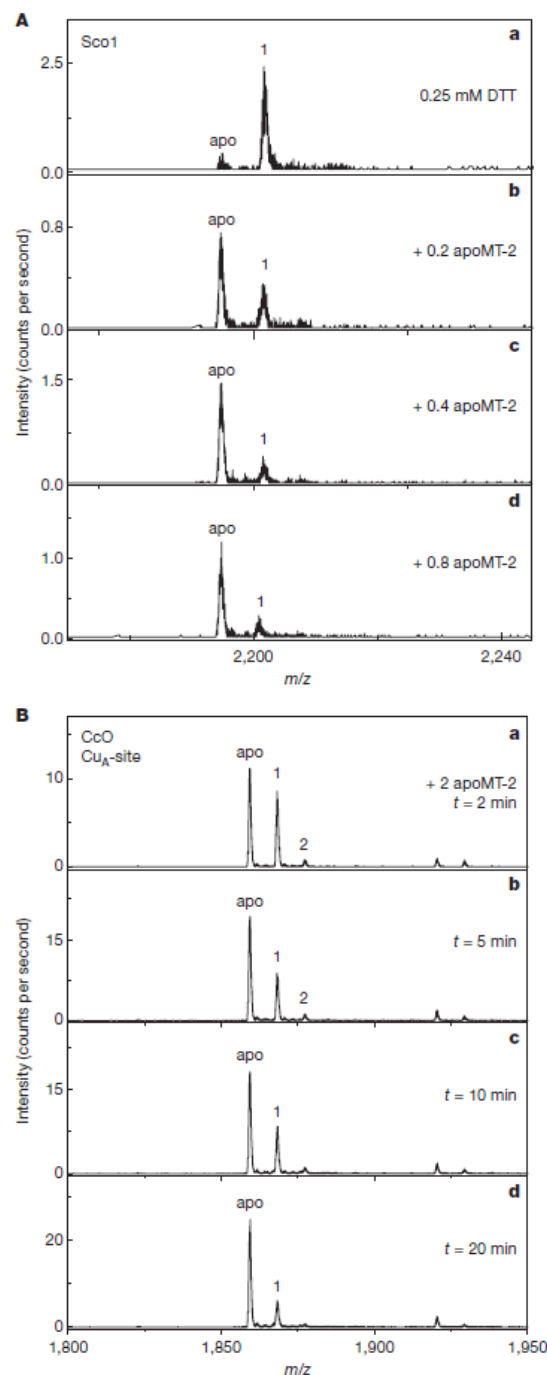 A
a
Sco1
1
2.5
0.25 mM DTT
apo
0.0
b
0.8
apo
1
+ 0.2 apoMT-2
0.0
c
1.5
apo
+ 0.4 apoMT-2
1
0.0
d
apo
1.0
+ 0.8 apoMT-2
1
0.0
2,200
2,240
m/z
Intensity (counts per second)
B
CcO
CuA-site
a
apo
1
+ 2 apoMT-2
t = 2 min
10
2
0
b
apo
t = 5 min
15
1
2
0
c
apo
t = 10 min
15
1
0
d
apo
t = 20 min
20
1
0
1,800
1,850
1,900
1,950
m/z
Intensity (counts per second)